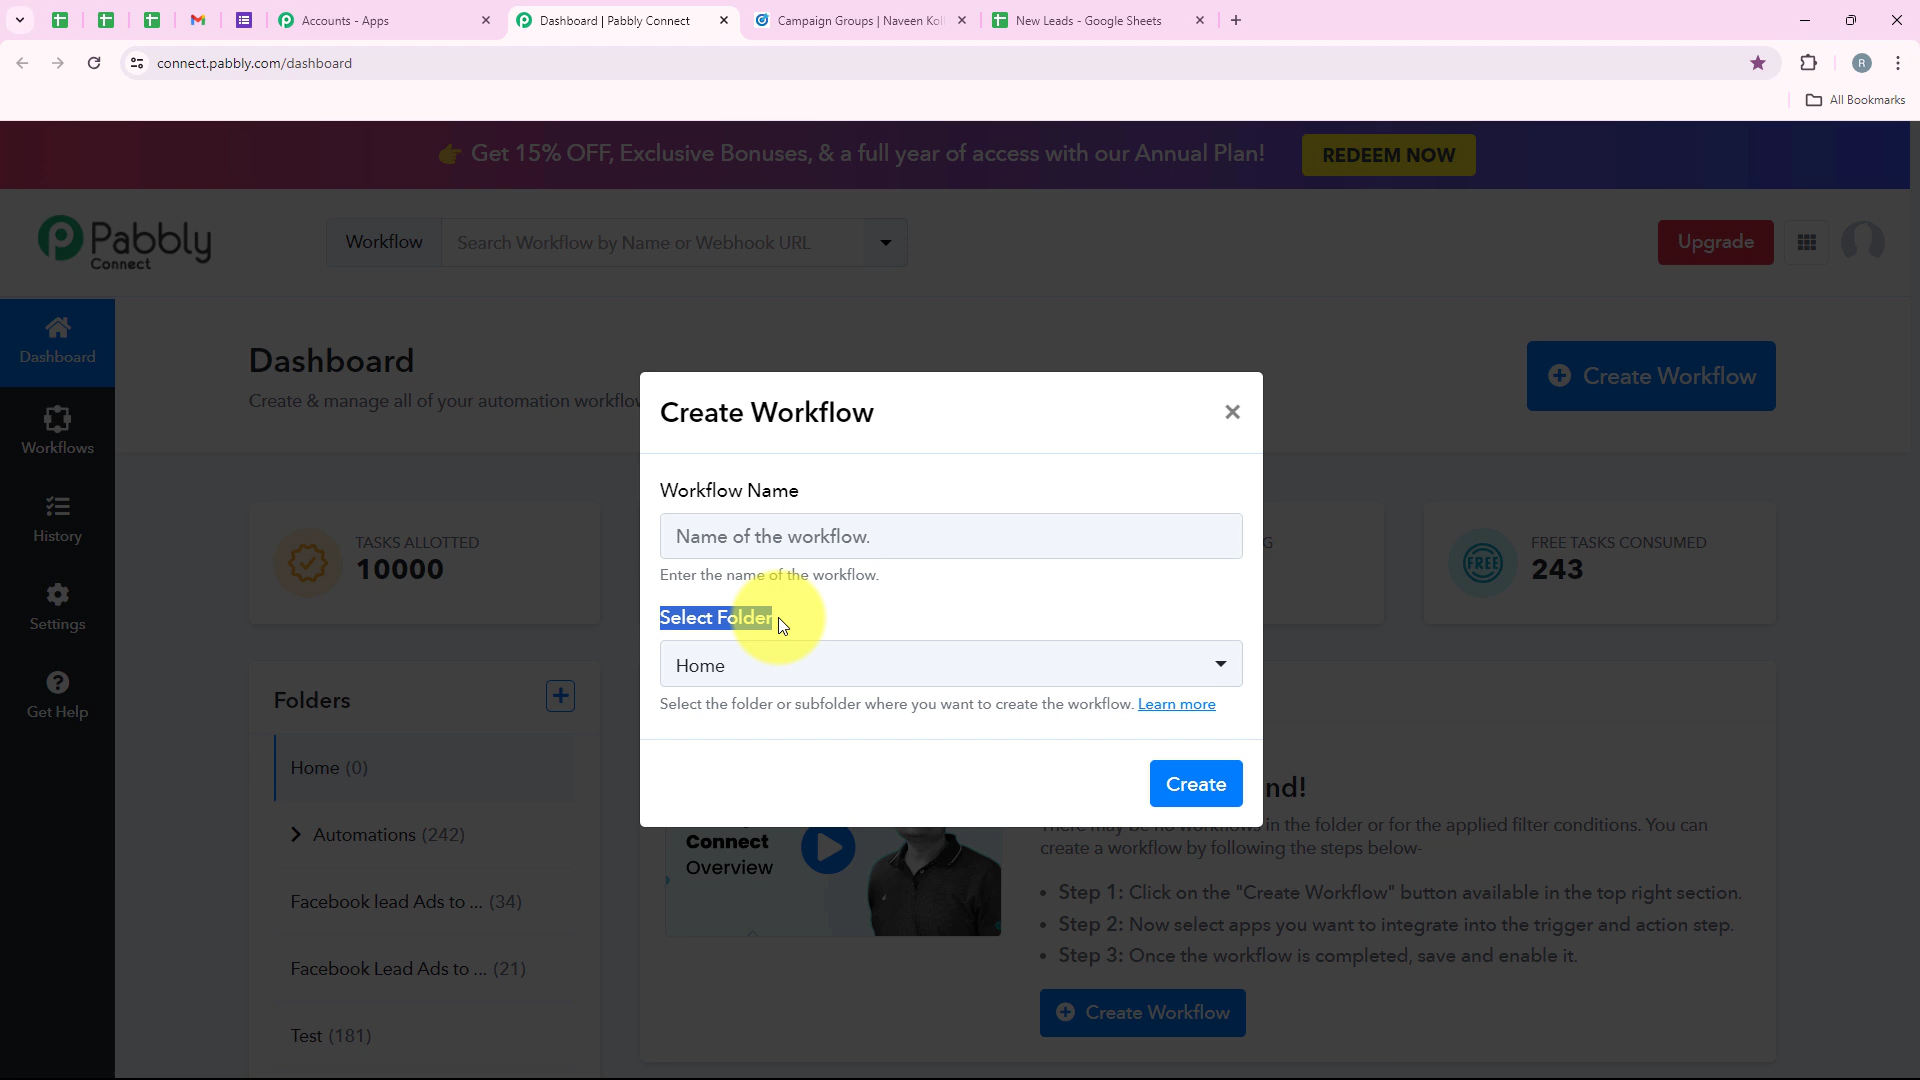 Accounts - Apps
Dashboard | Pabbly Connect
Campaign Groups | Naveen Kol
New Leads - Google Sheets
connect.pabbly.com/dashboard
R
All Bookmarks
👉 Get 15% OFF, Exclusive Bonuses, & a full year of access with our Annual Plan!
REDEEM NOW
Pabbly
Connect
Workflow
Search Workflow by Name or Webhook URL
Upgrade
Dashboard
Workflows
History
Settings
Get Help
Dashboard
Create & manage all of your automation workflow
Create Workflow
TASKS ALLOTTED
10000
G
FREE
FREE TASKS CONSUMED
243
Folders
Home (0)
Automations (242)
Facebook lead Ads to ... (34)
Facebook Lead Ads to ... (21)
Test (181)
Create Workflow
Workflow Name
Name of the workflow.
Enter the name of the workflow.
Select Folder
Home
Select the folder or subfolder where you want to create the workflow. Learn more
Create
Connect
Overview
nd!
There may be no workflows in the folder or for the applied filter conditions. You can
create a workflow by following the steps below-
• Step 1: Click on the "Create Workflow" button available in the top right section.
• Step 2: Now select apps you want to integrate into the trigger and action step.
• Step 3: Once the workflow is completed, save and enable it.
Create Workflow